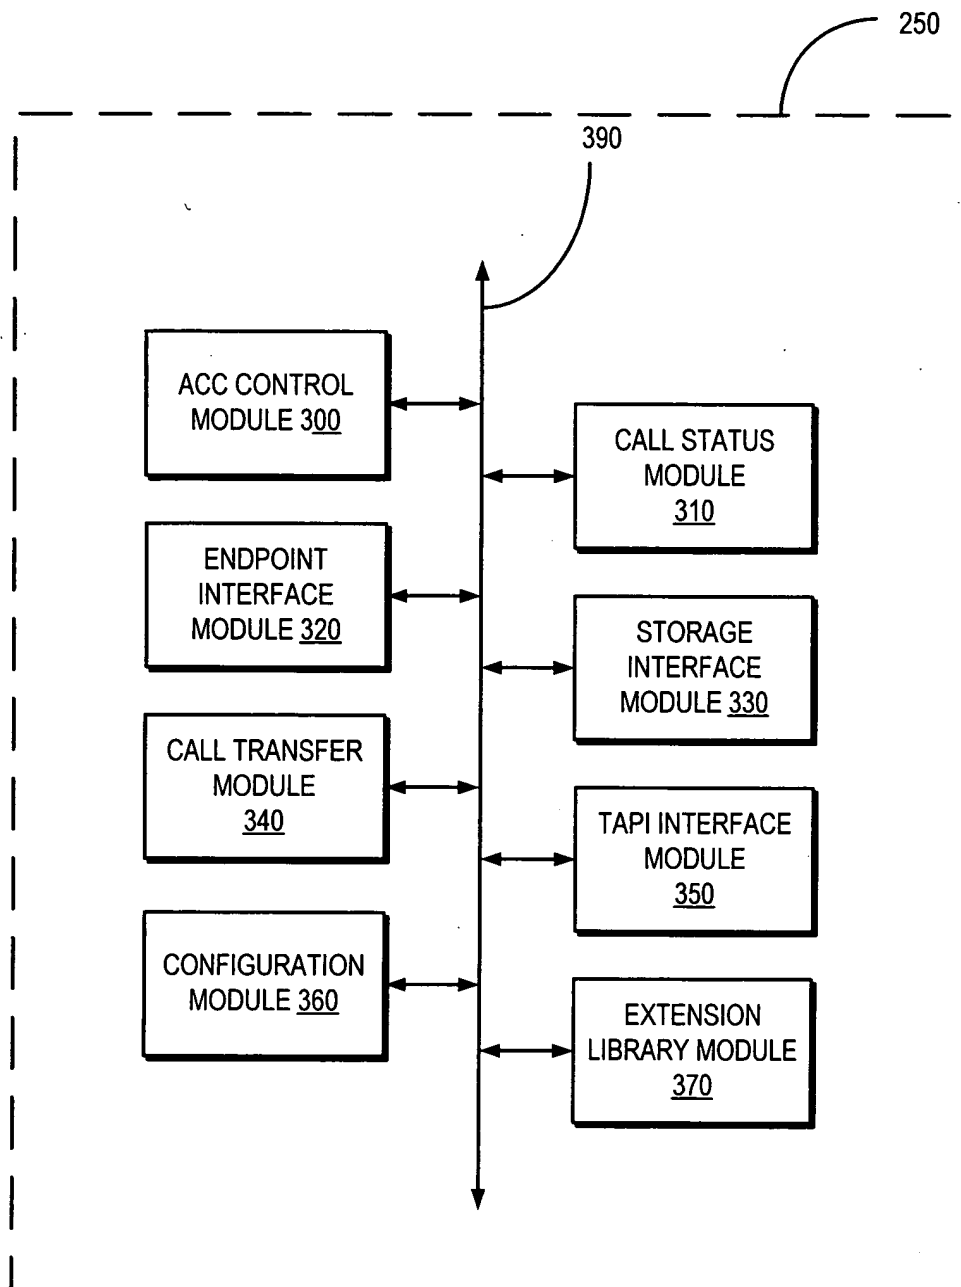 250
390
ACC CONTROL
MODULE 300
CALL STATUS
MODULE
310
ENDPOINT
INTERFACE
MODULE 320
STORAGE
INTERFACE
MODULE 330
CALL TRANSFER
MODULE
340
TAPI INTERFACE
MODULE
350
CONFIGURATION
MODULE 360
EXTENSION
LIBRARY MODULE
370